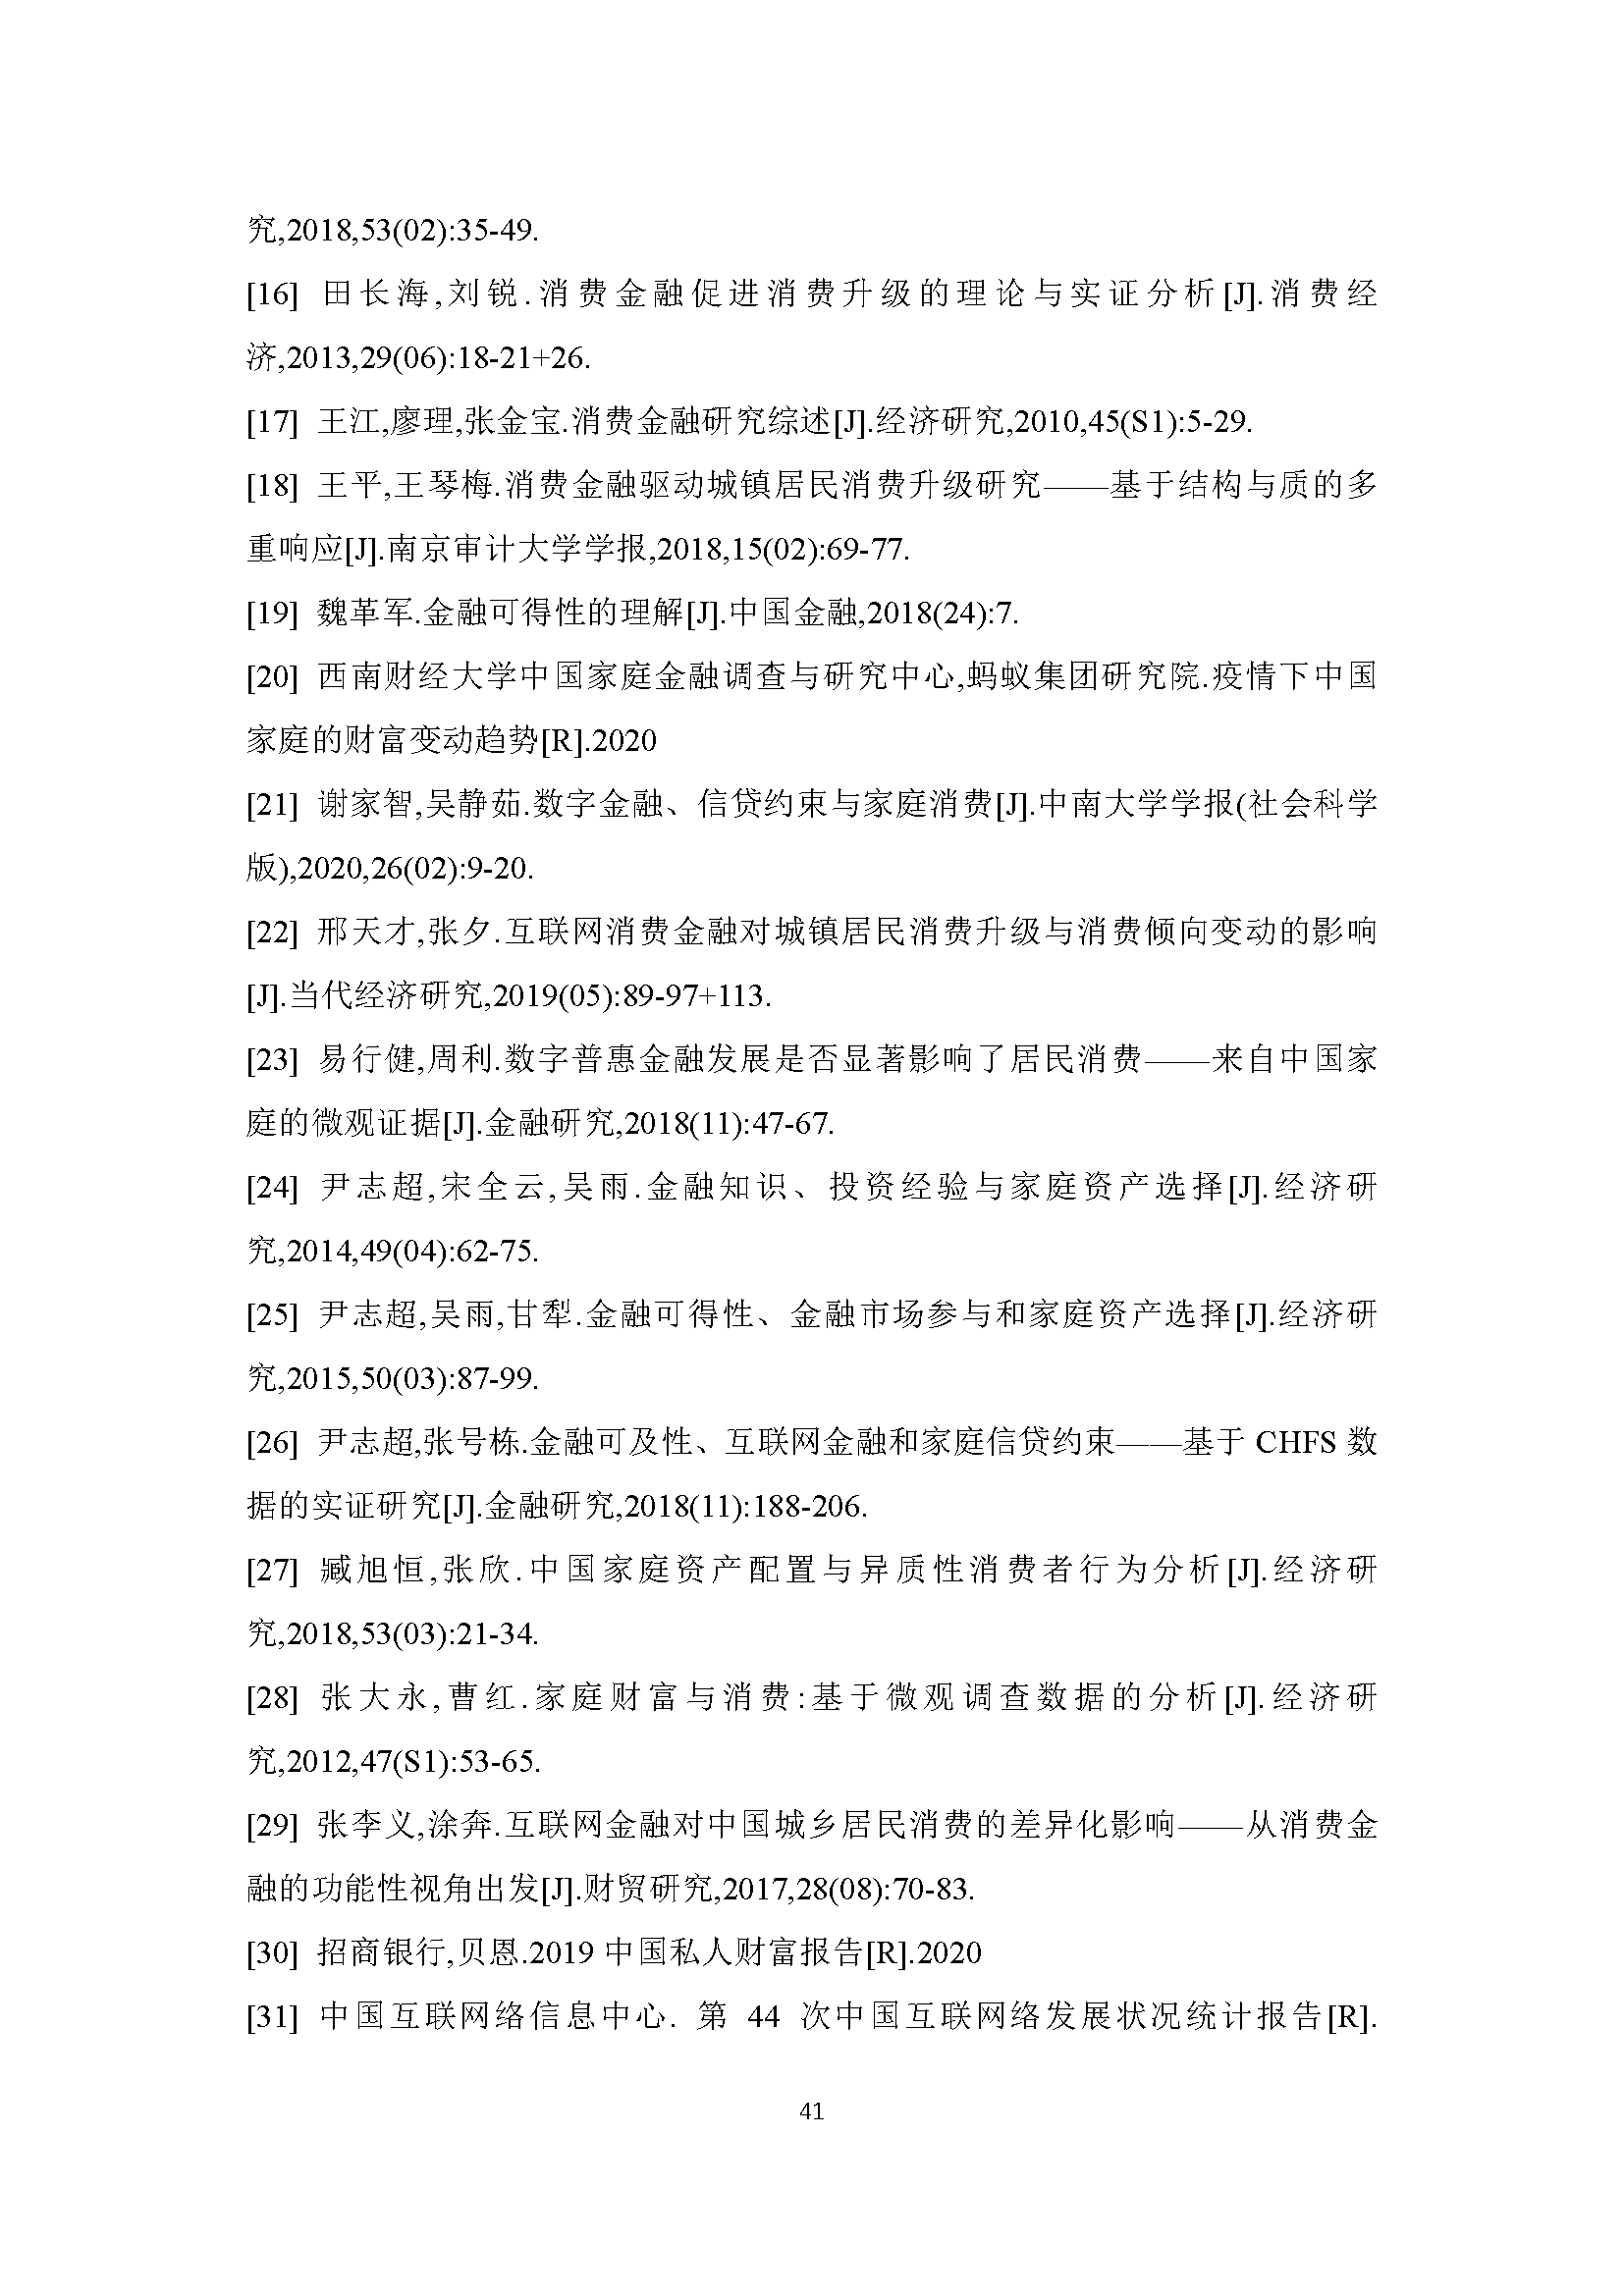 究,2018,53(02):35-49.
[16] 田长海,刘锐.消费金融促进消费升级的理论与实证分析[J].消费经
济,2013,29(06):18-21+26.
[17] 王江,廖理,张金宝.消费金融研究综述[J].经济研究,2010,45(S1):5-29.
[18] 王平,王琴梅.消费金融驱动城镇居民消费升级研究——基于结构与质的多
重响应[J].南京审计大学学报,2018,15(02):69-77.
[19] 魏革军.金融可得性的理解[J].中国金融,2018(24):7.
[20] 西南财经大学中国家庭金融调查与研究中心,蚂蚁集团研究院.疫情下中国
家庭的财富变动趋势[R].2020
[21] 谢家智,吴静茹.数字金融、信贷约束与家庭消费[J].中南大学学报(社会科学
版),2020,26(02):9-20.
[22] 邢天才,张夕.互联网消费金融对城镇居民消费升级与消费倾向变动的影响
[J].当代经济研究,2019(05):89-97+113.
[23] 易行健,周利.数字普惠金融发展是否显著影响了居民消费——来自中国家
庭的微观证据[J].金融研究,2018(11):47-67.
[24] 尹志超,宋全云,吴雨.金融知识、投资经验与家庭资产选择[J].经济研
究,2014,49(04):62-75.
[25] 尹志超,吴雨,甘犁.金融可得性、金融市场参与和家庭资产选择[J].经济研
究,2015,50(03):87-99.
[26] 尹志超,张号栋.金融可及性、互联网金融和家庭信贷约束——基于 CHFS 数
据的实证研究[J].金融研究,2018(11):188-206.
[27] 臧旭恒,张欣.中国家庭资产配置与异质性消费者行为分析[J].经济研
究,2018,53(03):21-34.
[28] 张大永,曹红.家庭财富与消费:基于微观调查数据的分析[J].经济研
究,2012,47(S1):53-65.
[29] 张李义,涂奔.互联网金融对中国城乡居民消费的差异化影响——从消费金
融的功能性视角出发[J].财贸研究,2017,28(08):70-83.
[30] 招商银行,贝恩.2019 中国私人财富报告[R].2020
[31] 中国互联网络信息中心. 第 44 次中国互联网络发展状况统计报告[R].
41